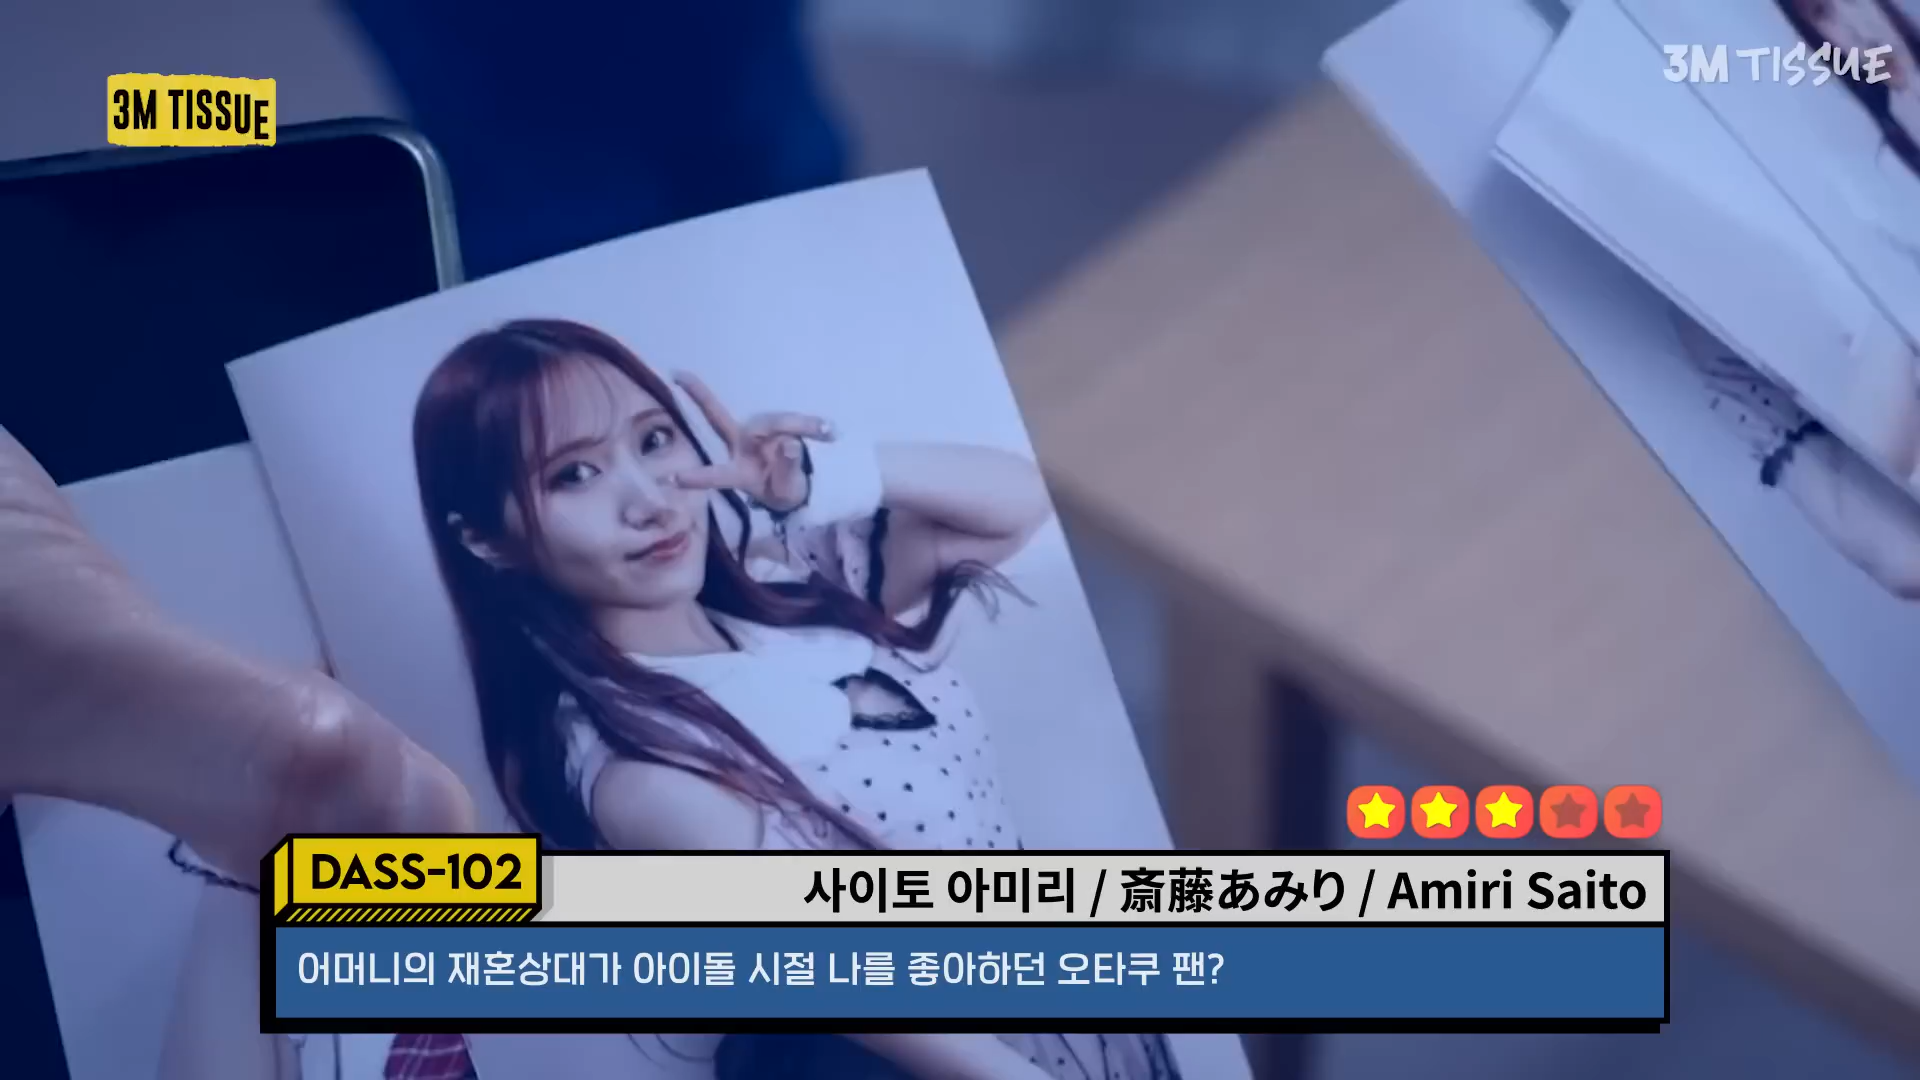 3M TISSUE
3M TISSUE
DASS-102
사이토 아미리 / 斎藤あみり / Amiri Saito
어머니의 재혼상대가 아이돌 시절 나를 좋아하던 오타쿠 팬?